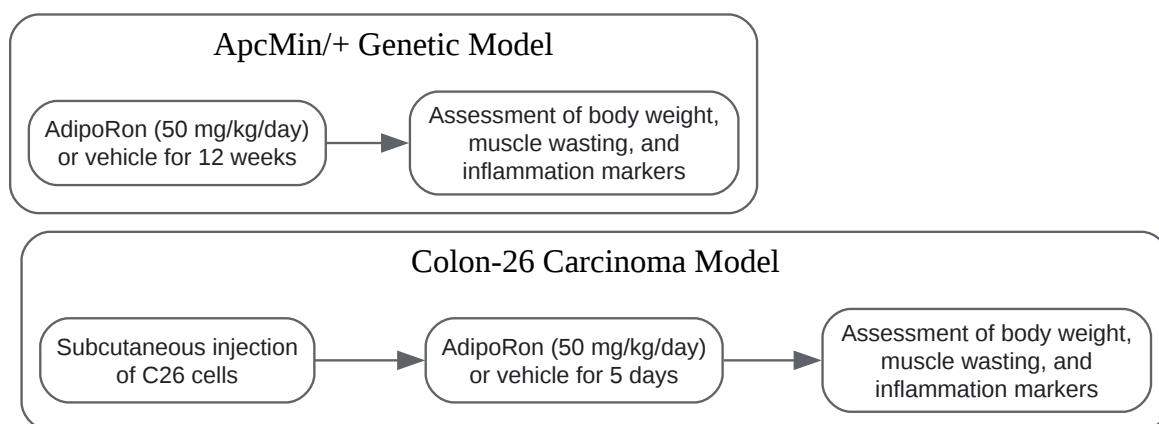 ApcMin/+ Genetic Model
AdipoRon (50 mg/kg/day)
or vehicle for 12 weeks
Assessment of body weight,
muscle wasting, and
inflammation markers
Colon-26 Carcinoma Model
Subcutaneous injection
of C26 cells
AdipoRon (50 mg/kg/day)
or vehicle for 5 days
Assessment of body weight,
muscle wasting, and
inflammation markers